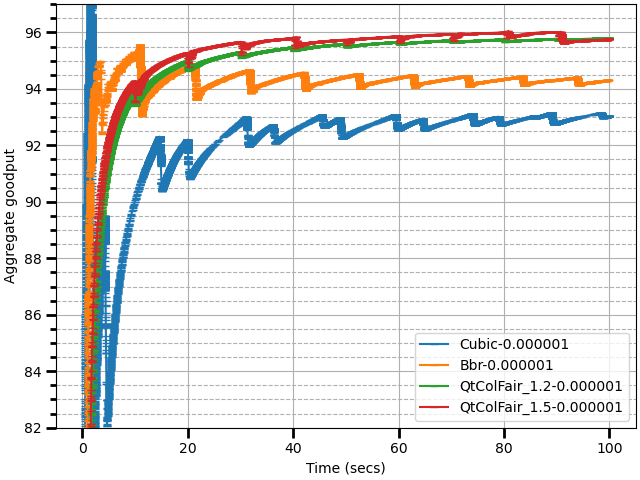 Aggregate goodput
96
94
92
90
88
86
84
82
0
20
40
60
80
100
Time (secs)
Cubic-0.000001
Bbr-0.000001
QtColFair_1.2-0.000001
QtColFair_1.5-0.000001